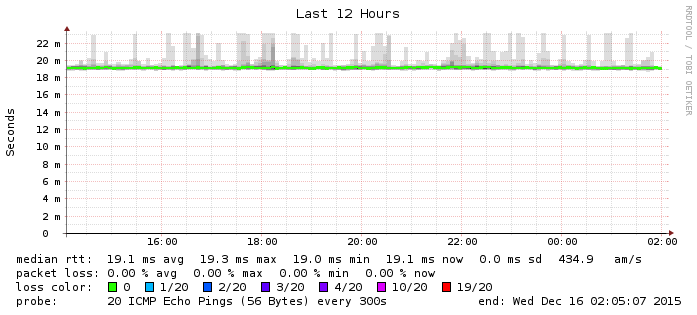 Last 12 Hours
RRDTOOL / TOBI OETIKER
Seconds
22 m
20 m
18 m
16 m
14 m
12 m
10 m
8 m
6 m
4 m
2 m
0
16:00 18:00 20:00 22:00 00:00 02:00
median rtt: 19.1 ms avg 19.3 ms max 19.0 ms min 19.1 ms now 0.0 ms sd 434.9 am/s
packet loss: 0.00 % avg 0.00 % max 0.00 % min 0.00 % now
loss color: 0 1/20 2/20 3/20 4/20 10/20 19/20
probe: 20 ICMP Echo Pings (56 Bytes) every 300s end: Wed Dec 16 02:05:07 2015